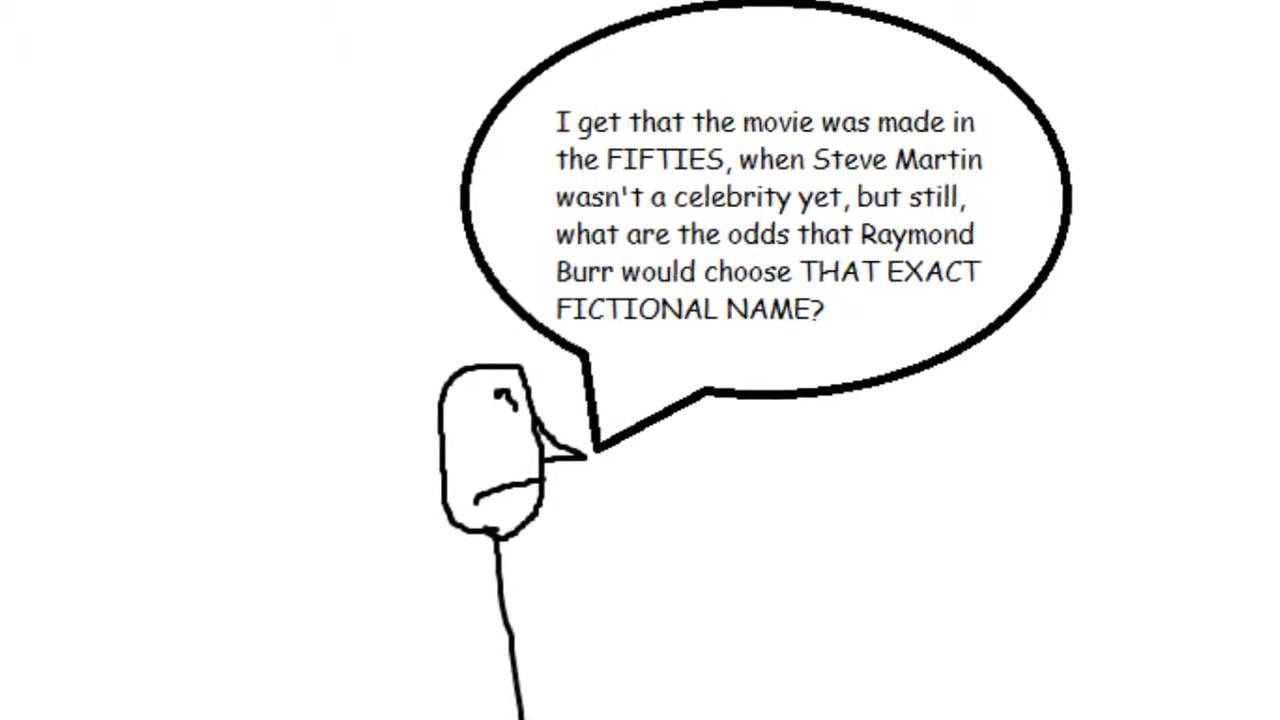 I get that the movie was made in
the FIFTIES, when Steve Martin
wasn't a celebrity yet, but still,
what are the odds that Raymond
Burr would choose THAT EXACT
FICTIONAL NAME?